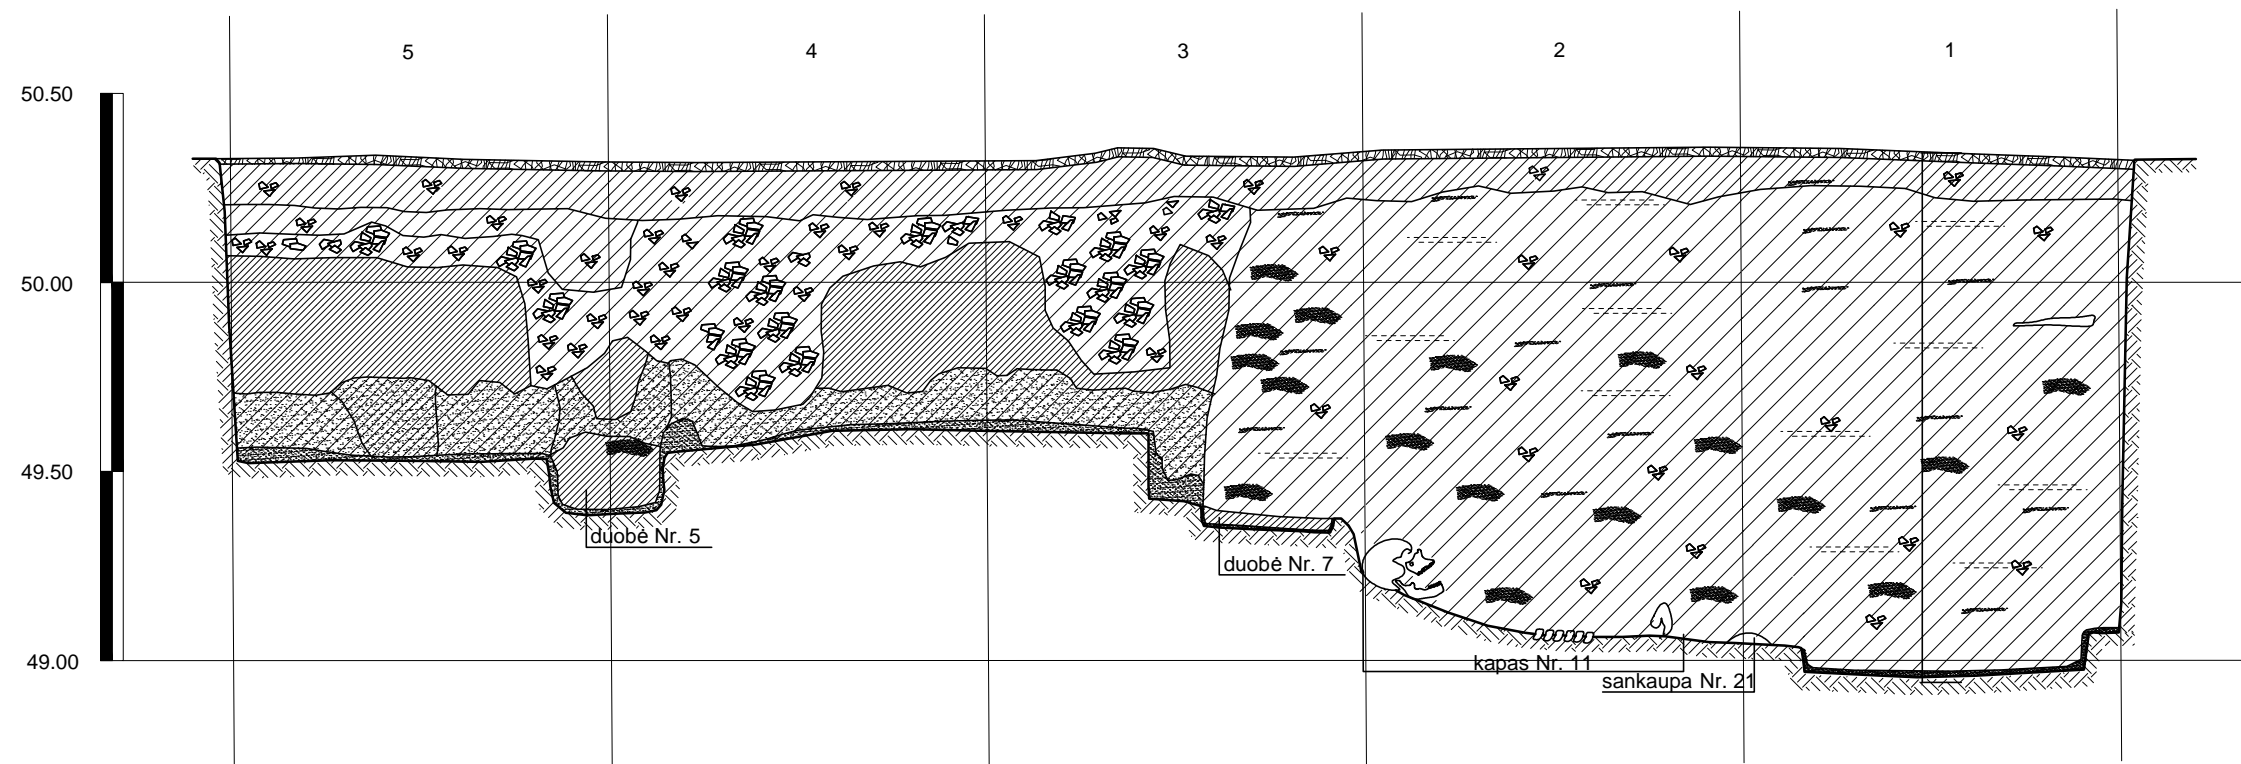 5 4 3 2 1
50.50
50.00
49.50
duobė Nr. 5
duobė Nr. 7
49.00
kapas Nr. 11
sankaupa Nr. 21